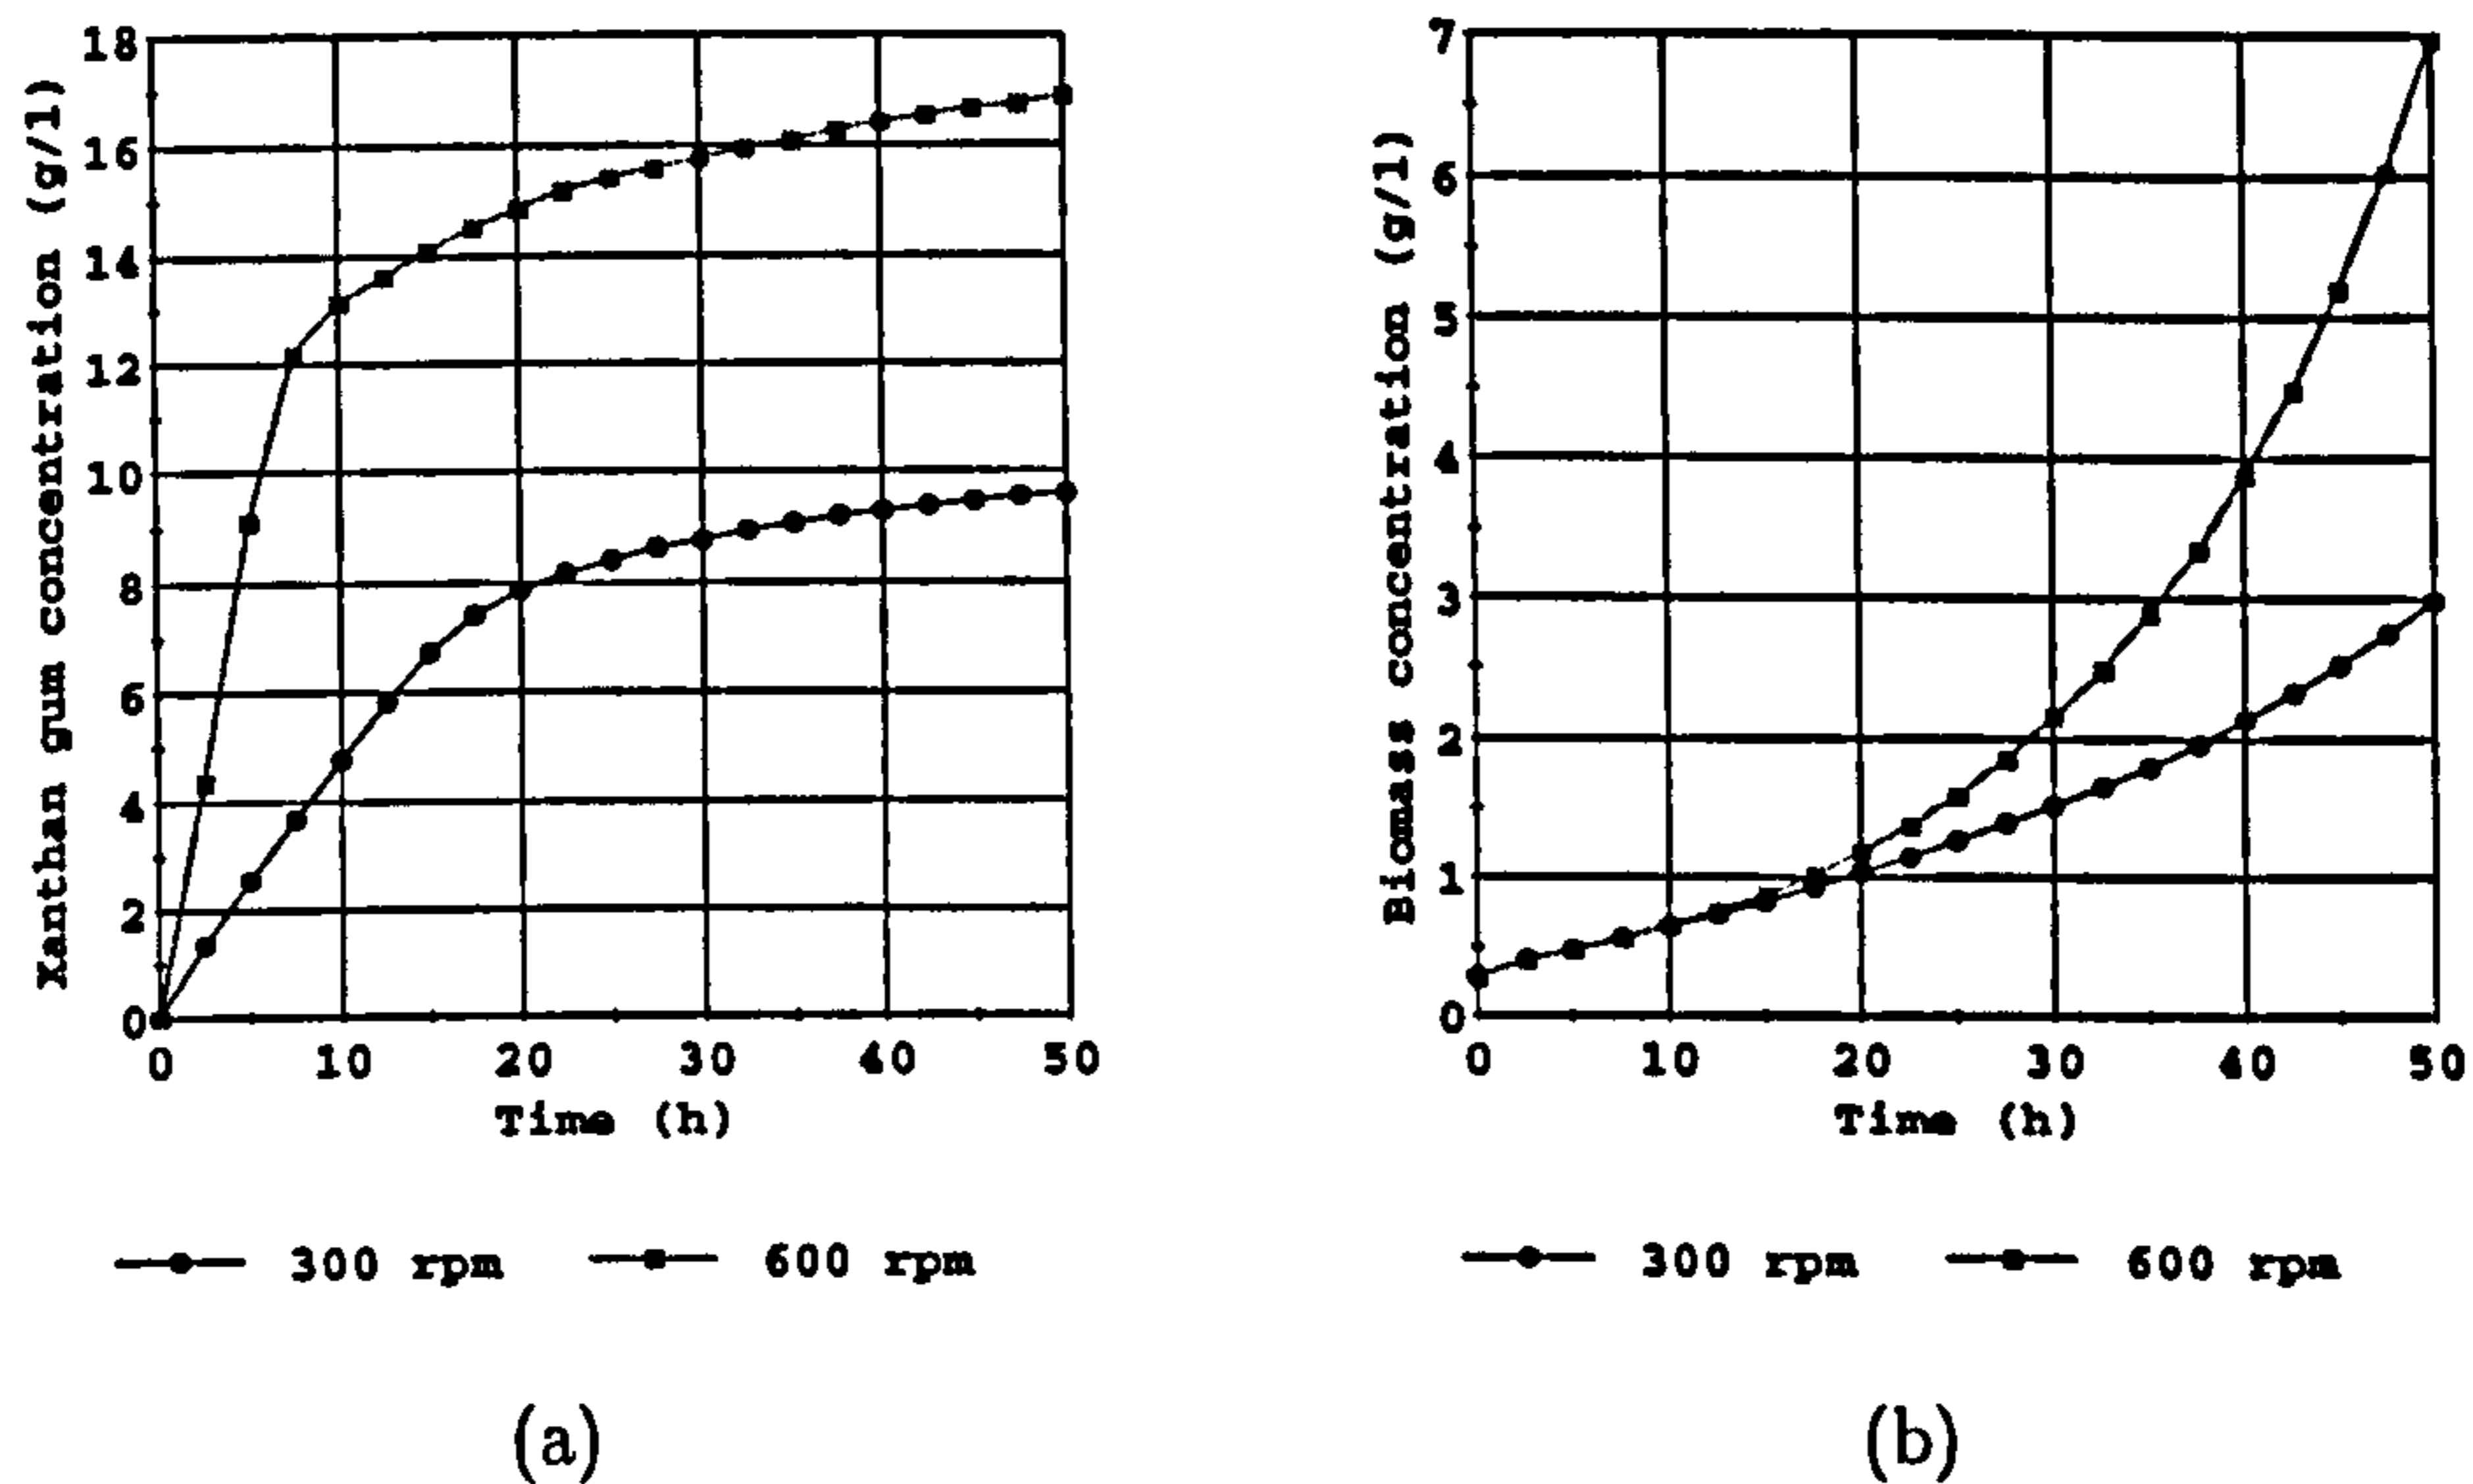 Xanthan gum concentration (g/l)
18
16
14
12
10
8
6
4
2
0
0 10 20 30 40 50
Time (h)
300 rpm 600 rpm
(a)
Biomass concentration (g/l)
7
6
5
4
3
2
1
0
0 10 20 30 40 50
Time (h)
300 rpm 600 rpm
(b)